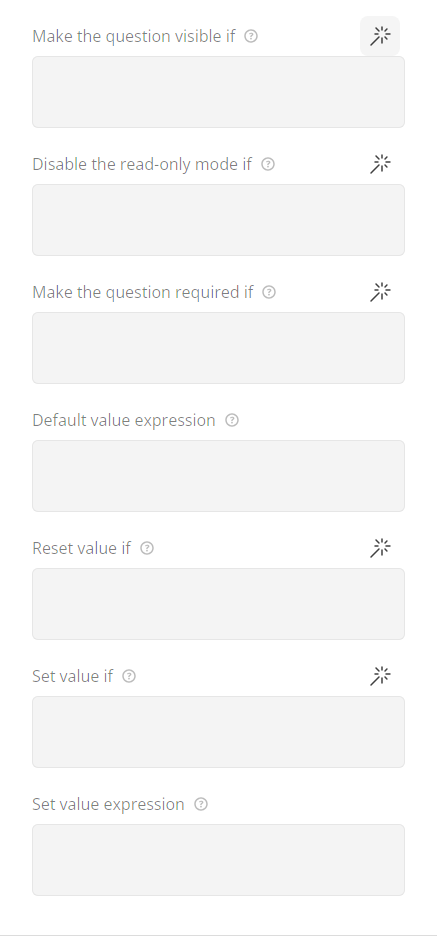 Make the question visible if ?
Disable the read-only mode if ?
Make the question required if ?
Default value expression ?
Reset value if ?
Set value if ?
Set value expression ?